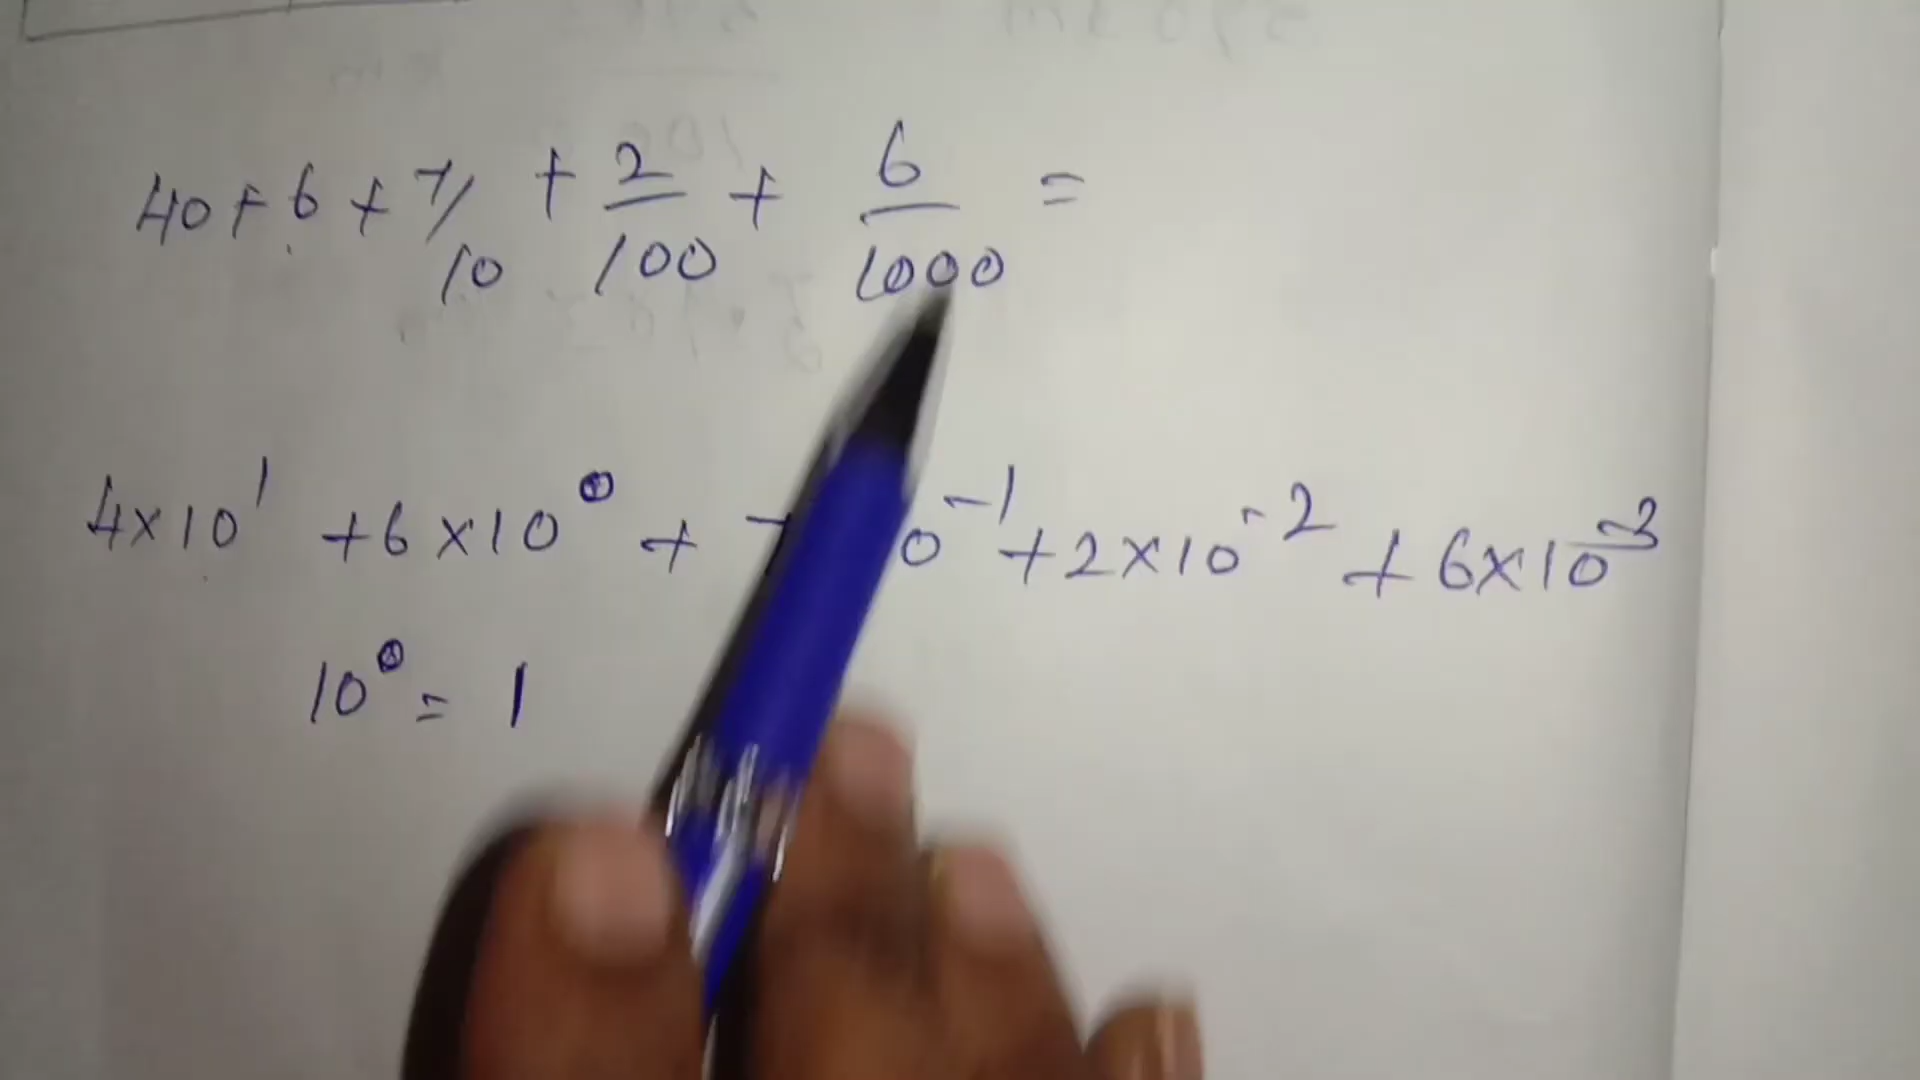 40 + 6 + 7/10 + 2/100 + 6/1000 =
4×10¹ + 6×10⁰ + 7 0⁻¹ + 2×10⁻² + 6×10⁻³
10⁰ = 1